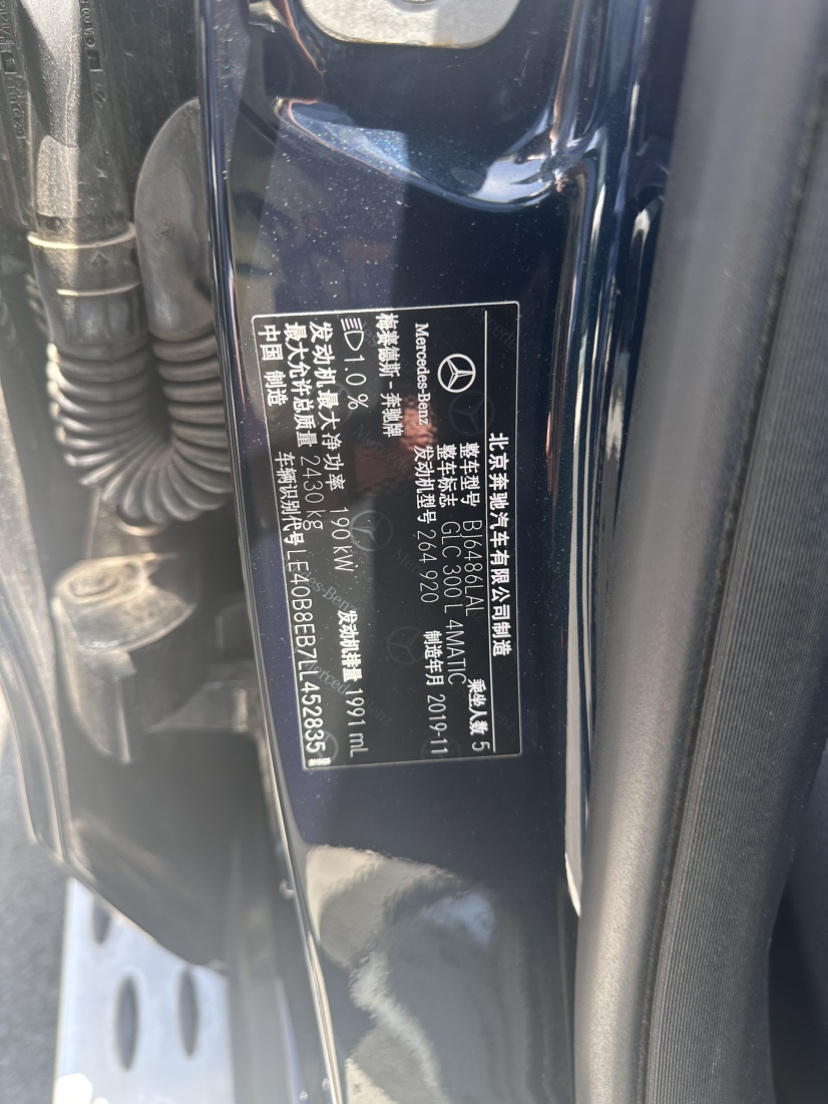 北京奔驰汽车有限公司制造
整车型号 BJ6486LAL 乘坐人数 5
整车标志 GLC 300 L 4MATIC
Mercedes-Benz 发动机型号 264 920 制造年月 2019-11
梅赛德斯-奔驰牌
1.0 %
发动机最大净功率 190 kW 发动机排量 1991 mL
最大允许总质量 2430 kg
中国 制造 车辆识别代号 LE40B8EB7LL452835